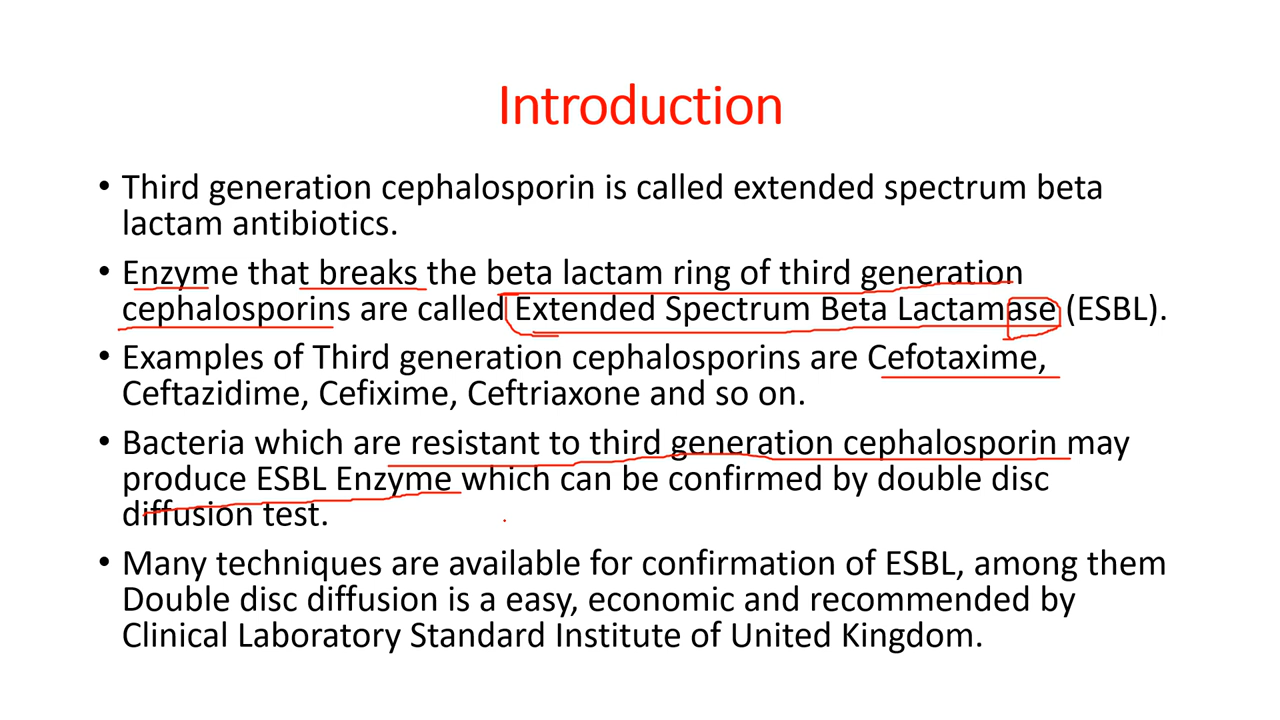 Introduction
• Third generation cephalosporin is called extended spectrum beta
lactam antibiotics.
• Enzyme that breaks the beta lactam ring of third generation
cephalosporins are called Extended Spectrum Beta Lactamase (ESBL).
• Examples of Third generation cephalosporins are Cefotaxime,
Ceftazidime, Cefixime, Ceftriaxone and so on.
• Bacteria which are resistant to third generation cephalosporin may
produce ESBL Enzyme which can be confirmed by double disc
diffusion test.
• Many techniques are available for confirmation of ESBL, among them
Double disc diffusion is a easy, economic and recommended by
Clinical Laboratory Standard Institute of United Kingdom.